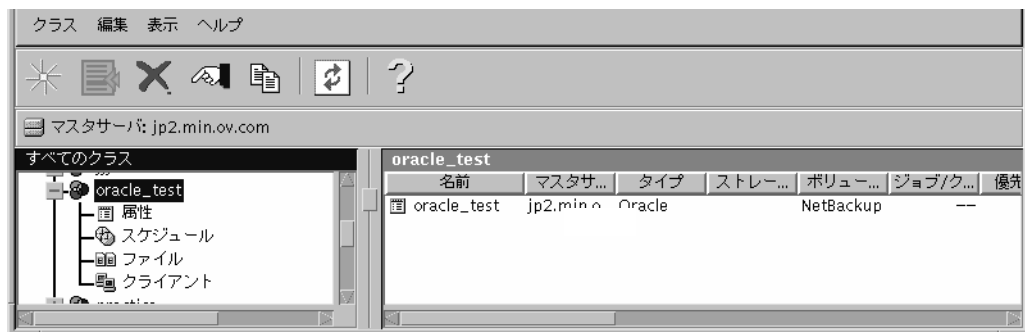 クラス 編集 表示 ヘルプ
マスタサーバ: jp2.min.ov.com
すべてのクラス
oracle_test
属性
スケジュール
ファイル
クライアント
oracle_test
名前 マスタサ... タイプ ストレー... ボリュー... ジョブ/ク... 優先
oracle_test jp2.min.o Oracle NetBackup --